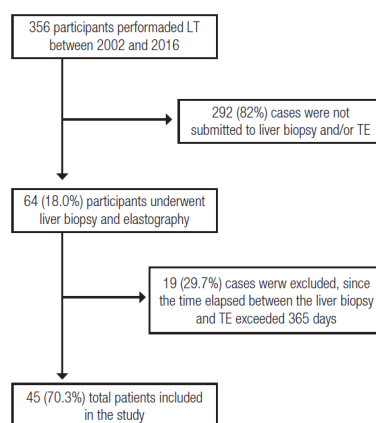 356 participants performaded LT
between 2002 and 2016
292 (82%) cases were not
submitted to liver biopsy and/or TE
64 (18.0%) participants underwent
liver biopsy and elastography
19 (29.7%) cases werw excluded, since
the time elapsed between the liver biopsy
and TE exceeded 365 days
45 (70.3%) total patients included
in the study